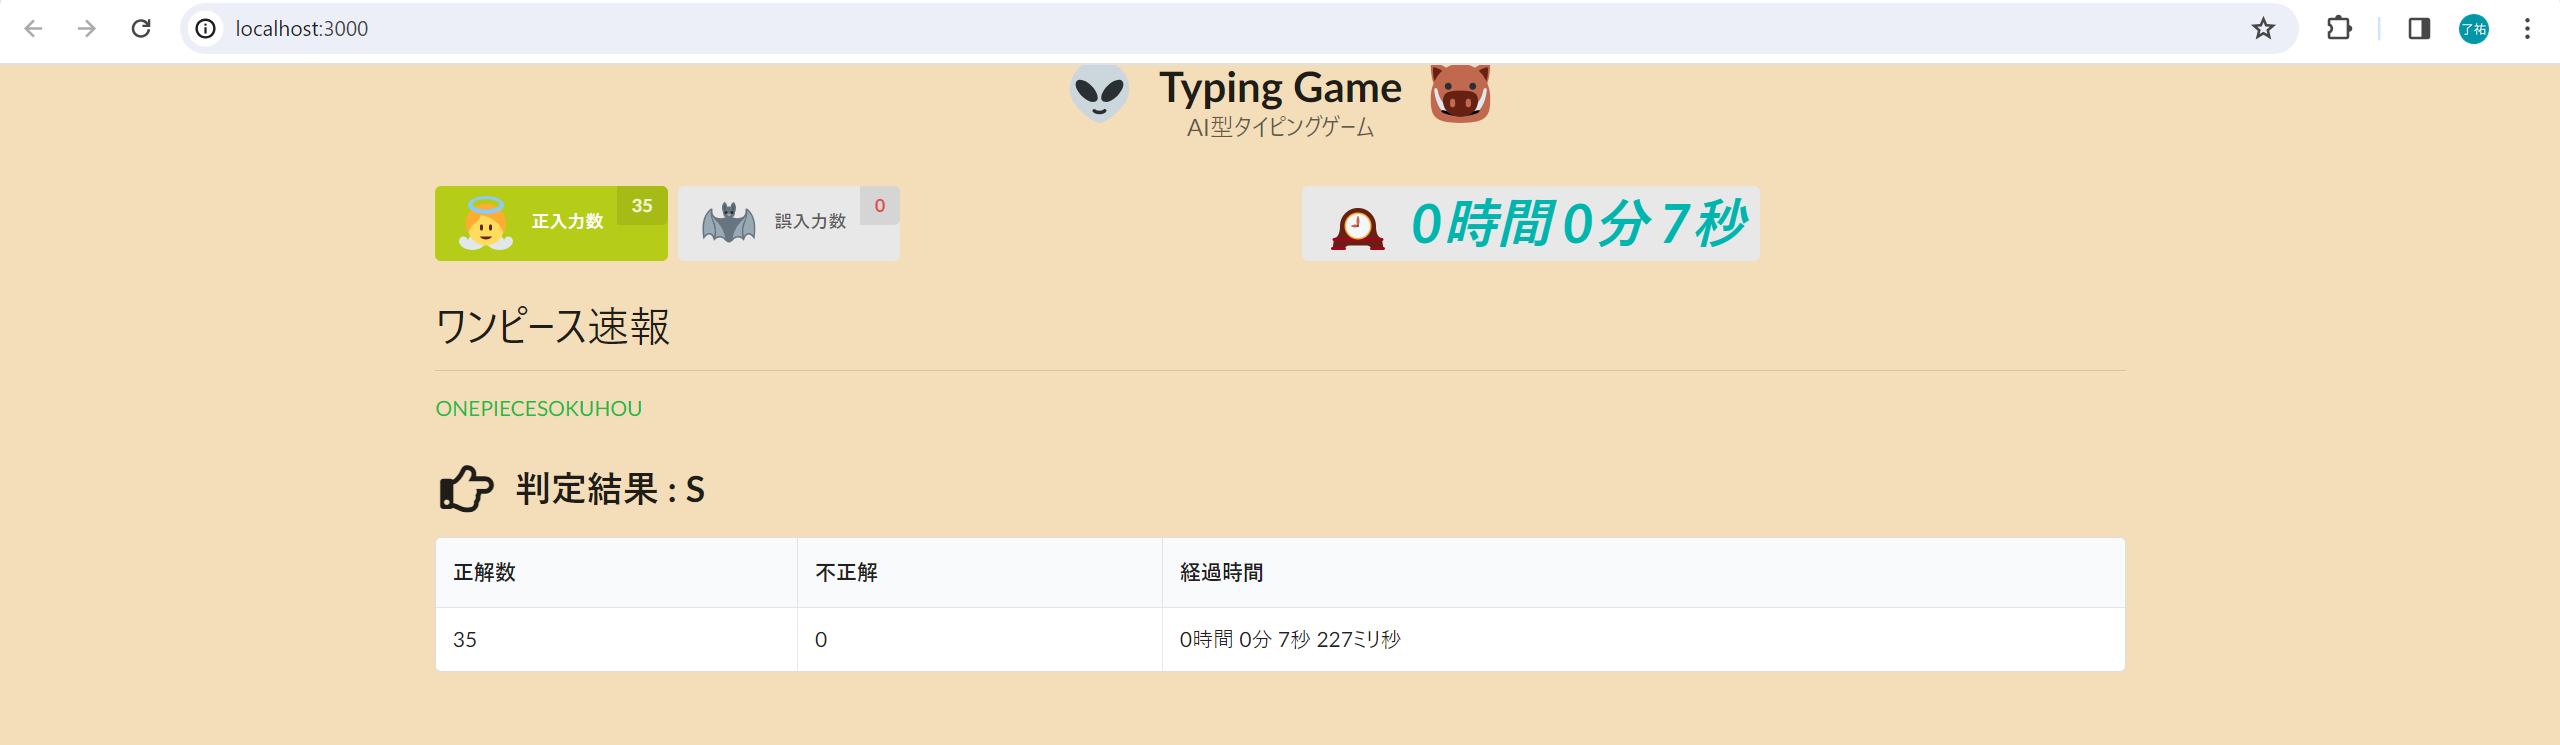 localhost:3000
了祐
Typing Game
AI型タイピングゲーム
正入力数 35
誤入力数 0
0時間 0分 7秒
ワンピース速報
ONEPIECESOKUHOU
判定結果 : S
正解数 不正解 経過時間
35 0 0時間 0分 7秒 227ミリ秒